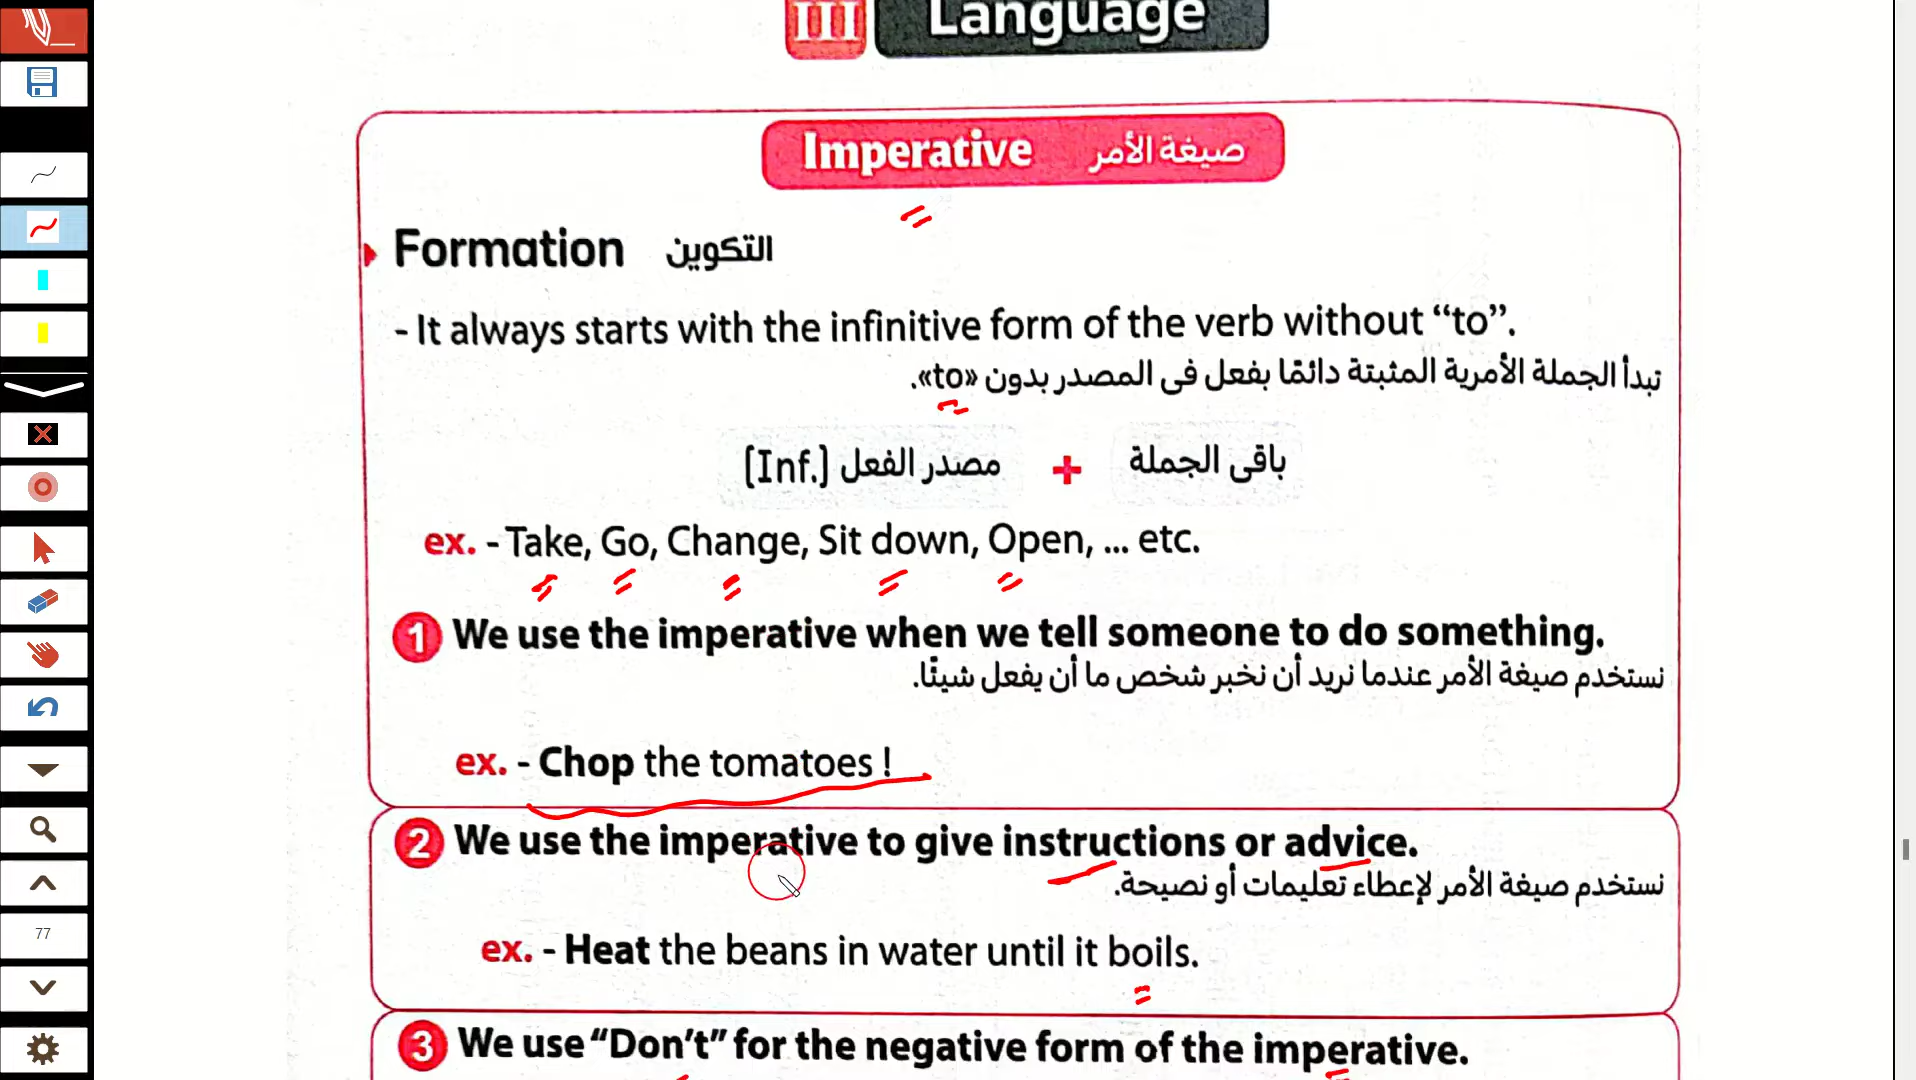 III Language
Imperative صيغة الأمر
Formation التكوين
- It always starts with the infinitive form of the verb without “to”.
تبدأ الجملة الأمرية المثبتة دائمًا بفعل فى المصدر بدون «to».
[Inf.] مصدر الفعل + باقى الجملة
ex. - Take, Go, Change, Sit down, Open, ... etc.
1 We use the imperative when we tell someone to do something.
نستخدم صيغة الأمر عندما نريد أن نخبر شخص ما أن يفعل شيئًا.
ex. - Chop the tomatoes !
2 We use the imperative to give instructions or advice.
نستخدم صيغة الأمر لإعطاء تعليمات أو نصيحة.
ex. - Heat the beans in water until it boils.
77
3 We use “Don’t” for the negative form of the imperative.